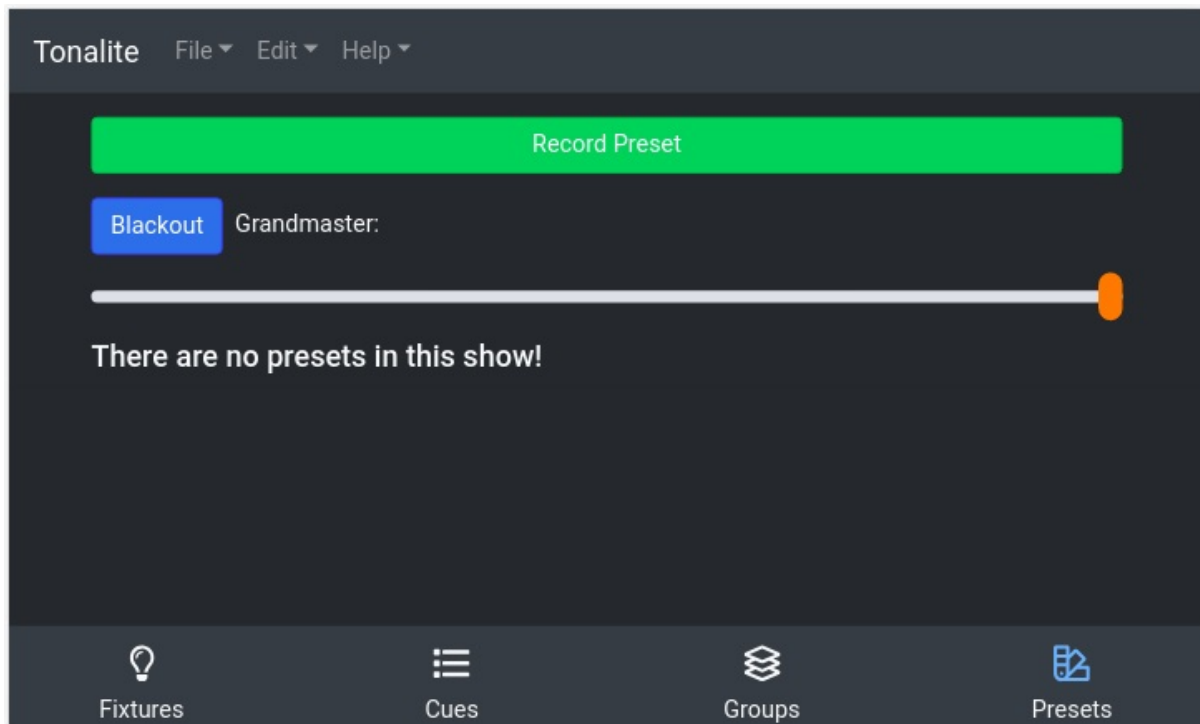 Tonalite File Edit Help
Record Preset
Blackout Grandmaster:
There are no presets in this show!
Fixtures Cues Groups Presets